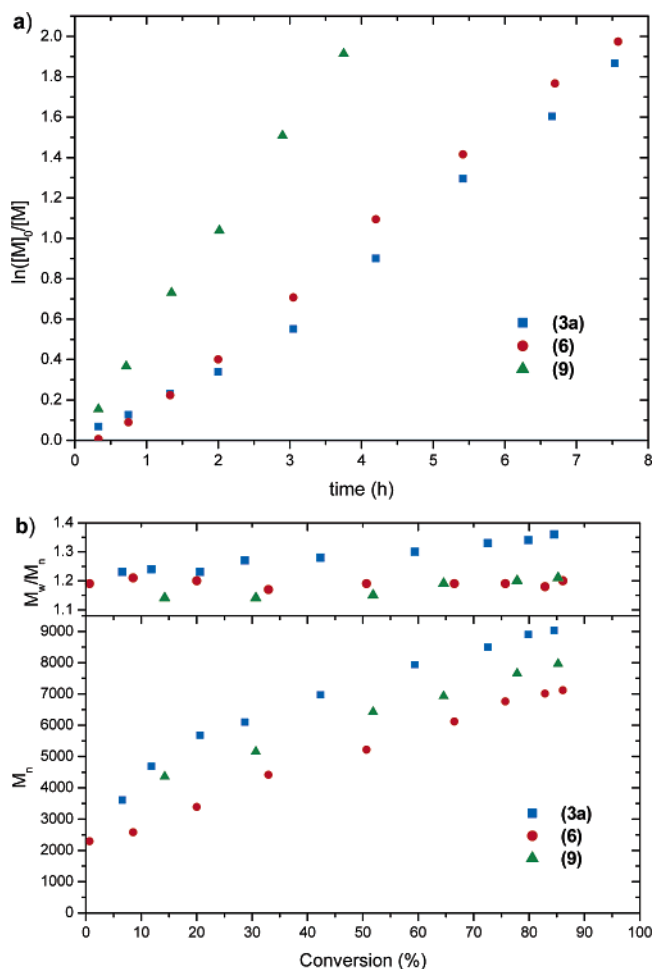 a)
ln([M]₀/[M]
2.0
1.8
1.6
1.4
1.2
1.0
0.8
0.6
0.4
0.2
0.0
(3a)
(6)
(9)
0 1 2 3 4 5 6 7 8
time (h)
b)
M_w/M_n
1.4
1.3
1.2
1.1
M_n
9000
8000
7000
6000
5000
4000
3000
2000
1000
0
(3a)
(6)
(9)
0 10 20 30 40 50 60 70 80 90 100
Conversion (%)